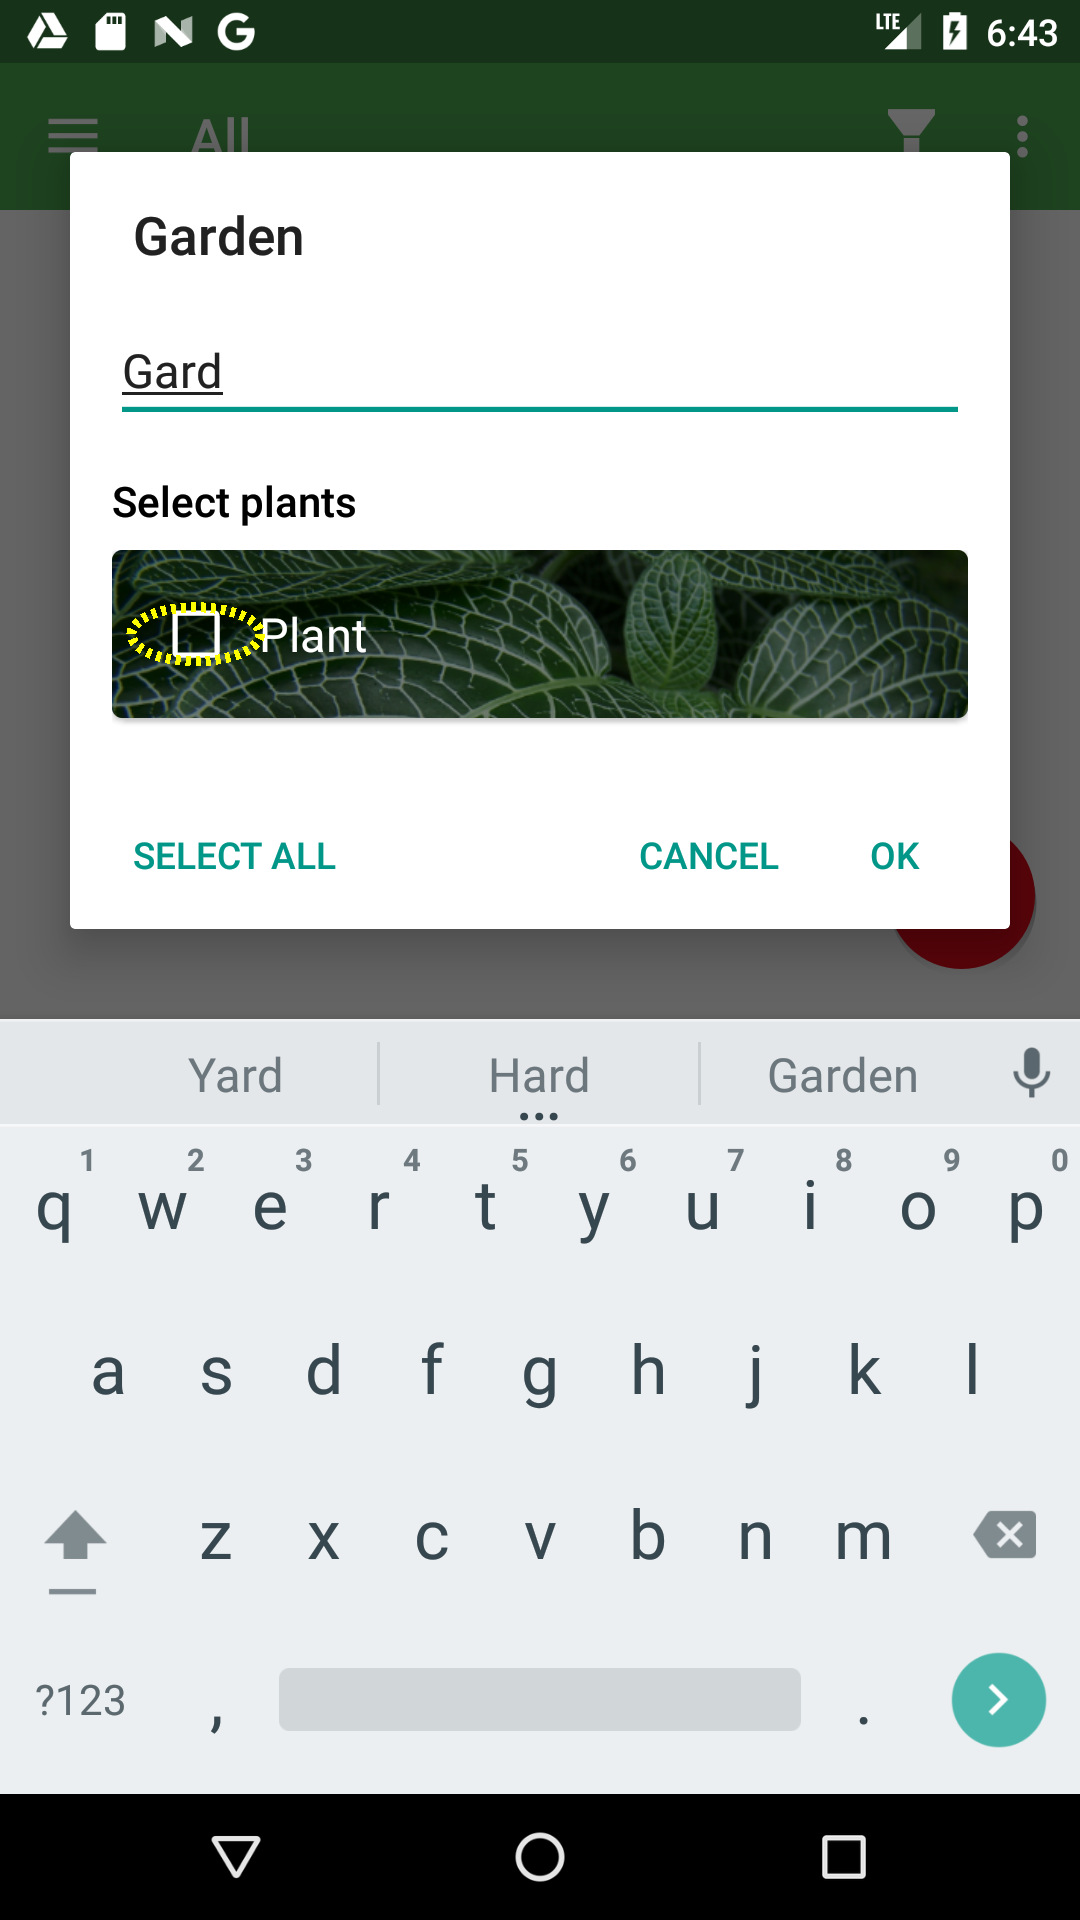 LTE 6:43
All
Garden
Gard
Select plants
Plant
SELECT ALL CANCEL OK
Yard Hard Garden
1 2 3 4 5 6 7 8 9 0
q w e r t y u i o p
a s d f g h j k l
z x c v b n m
?123 , .